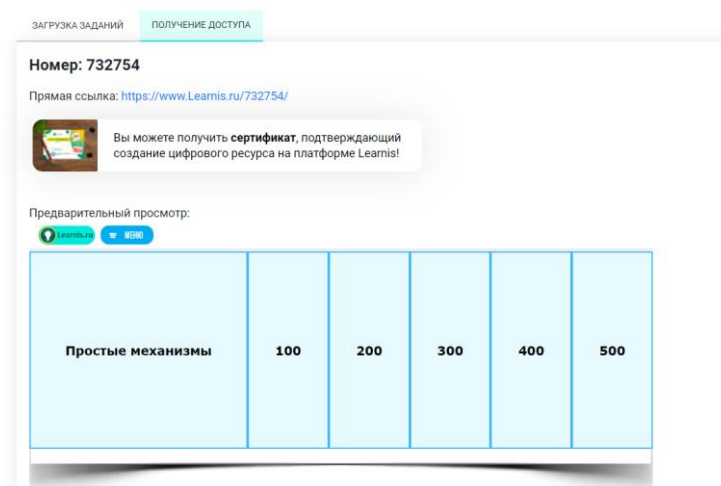 ЗАГРУЗКА ЗАДАНИЙ ПОЛУЧЕНИЕ ДОСТУПА
Номер: 732754
Прямая ссылка: https://www.Learnis.ru/732754/
Вы можете получить сертификат, подтверждающий
создание цифрового ресурса на платформе Learnis!
Предварительный просмотр:
Learnis.ru МЕНЮ
Простые механизмы 100 200 300 400 500